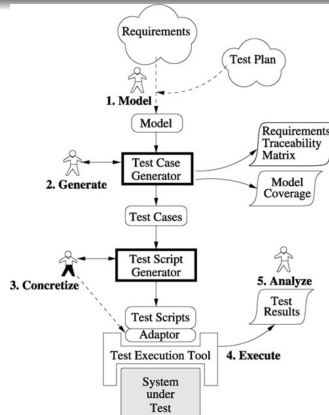 Requirements
Test Plan
1. Model
Model
Requirements
Traceability
Matrix
Test Case
Generator
2. Generate
Model
Coverage
Test Cases
Test Script
Generator
3. Concretize
5. Analyze
Test
Results
Test Scripts
Adaptor
Test Execution Tool
4. Execute
System
under
Test